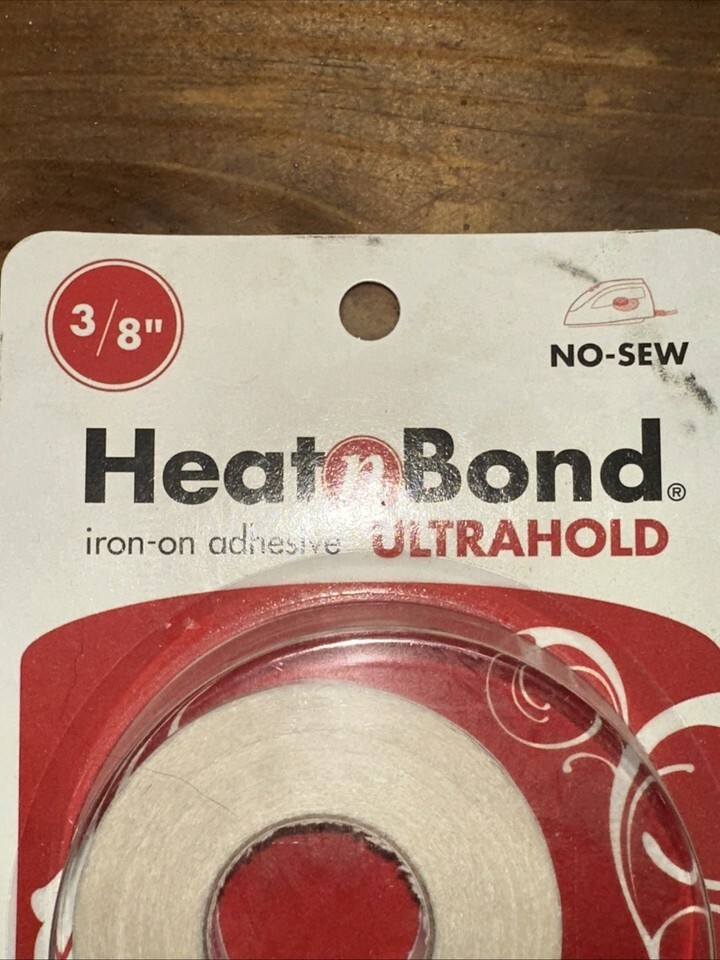 3/8"
NO-SEW
HeatnBond®
iron-on adhesive ULTRAHOLD